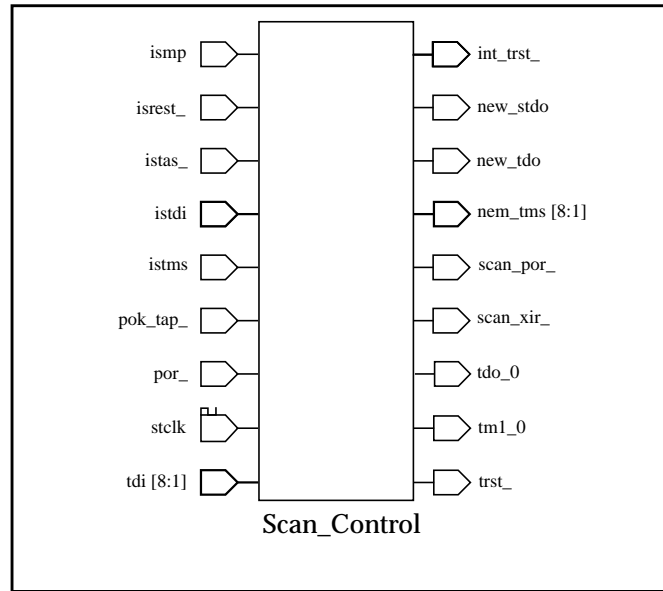 ismp
isrest_
istas_
istdi
istms
pok_tap_
por_
stclk
tdi [8:1]
int_trst_
new_stdo
new_tdo
nem_tms [8:1]
scan_por_
scan_xir_
tdo_0
tm1_0
trst_
Scan_Control